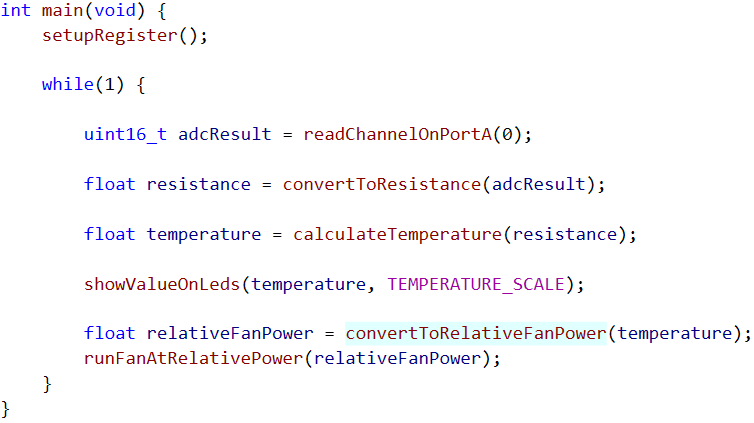 int main(void) {
    setupRegister();
    while(1) {
        uint16_t adcResult = readChannelOnPortA(0);
        float resistance = convertToResistance(adcResult);
        float temperature = calculateTemperature(resistance);
        showValueOnLeds(temperature, TEMPERATURE_SCALE);
        float relativeFanPower = convertToRelativeFanPower(temperature);
        runFanAtRelativePower(relativeFanPower);
    }
}